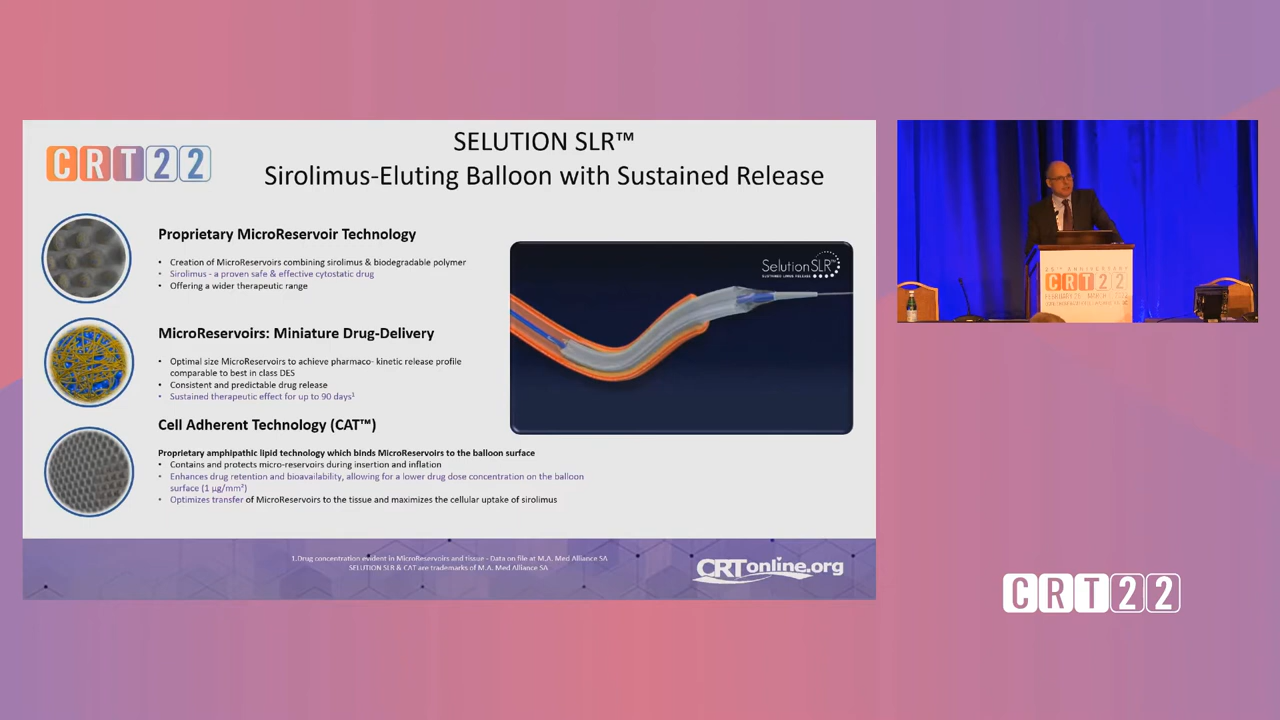 CRT22
SELUTION SLR™
Sirolimus-Eluting Balloon with Sustained Release
Proprietary MicroReservoir Technology
• Creation of MicroReservoirs combining sirolimus & biodegradable polymer
• Sirolimus - a proven safe & effective cytostatic drug
• Offering a wider therapeutic range
MicroReservoirs: Miniature Drug-Delivery
• Optimal size MicroReservoirs to achieve pharmaco- kinetic release profile
comparable to best in class DES
• Consistent and predictable drug release
• Sustained therapeutic effect for up to 90 days¹
Cell Adherent Technology (CAT™)
Proprietary amphipathic lipid technology which binds MicroReservoirs to the balloon surface
• Contains and protects micro-reservoirs during insertion and inflation
• Enhances drug retention and bioavailability, allowing for a lower drug dose concentration on the balloon
surface (1 µg/mm²)
• Optimizes transfer of MicroReservoirs to the tissue and maximizes the cellular uptake of sirolimus
SelutionSLR™
SUSTAINED LIMUS RELEASE
1.Drug concentration evident in MicroReservoirs and tissue - Data on file at M.A. Med Alliance SA
SELUTION SLR & CAT are trademarks of M.A. Med Alliance SA
CRTonline.org
ANNIVERSARY
CRT22
CRT22